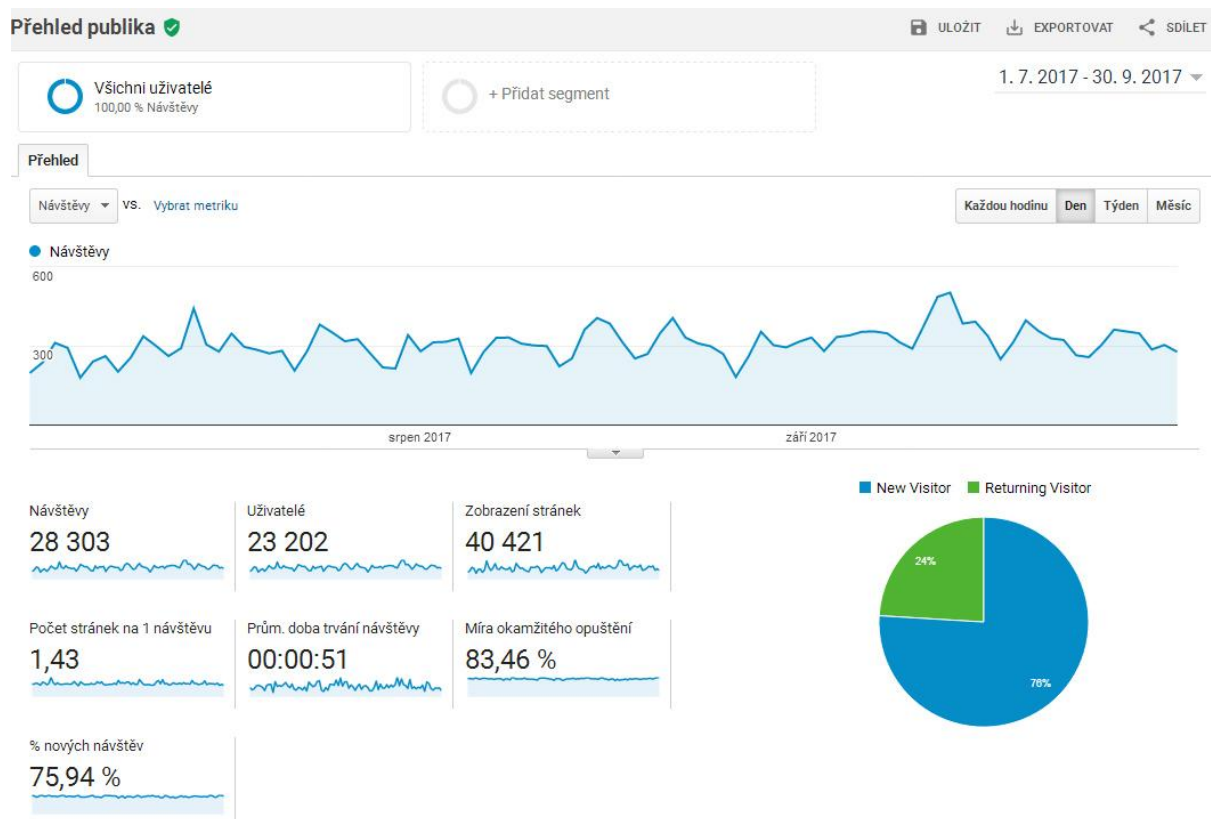 Přehled publika
ULOŽIT EXPORTOVAT SDÍLET
Všichni uživatelé
100,00 % Návštěvy
+ Přidat segment
1. 7. 2017 - 30. 9. 2017
Přehled
Návštěvy VS. Vybrat metriku
Každou hodinu Den Týden Měsíc
Návštěvy
600
300
srpen 2017 září 2017
New Visitor Returning Visitor
Návštěvy
28 303
Uživatelé
23 202
Zobrazení stránek
40 421
24%
76%
Počet stránek na 1 návštěvu
1,43
Prům. doba trvání návštěvy
00:00:51
Míra okamžitého opuštění
83,46 %
% nových návštěv
75,94 %